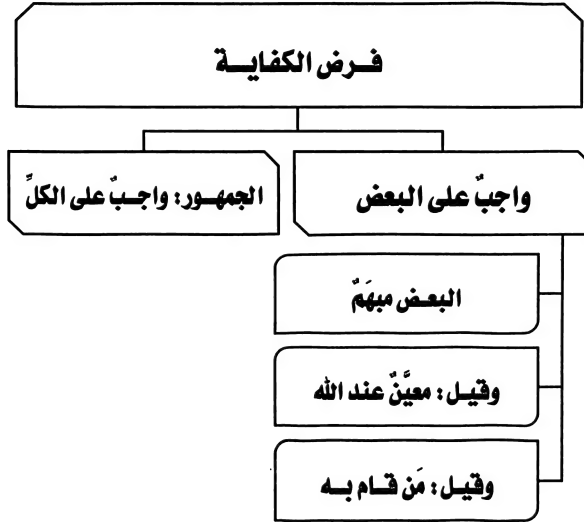 فرض الكفاية
واجبٌ على البعض
الجمهور: واجبٌ على الكلِّ
البعض مبهَمٌ
وقيل: معيَّنٌ عند الله
وقيل: مَن قام به